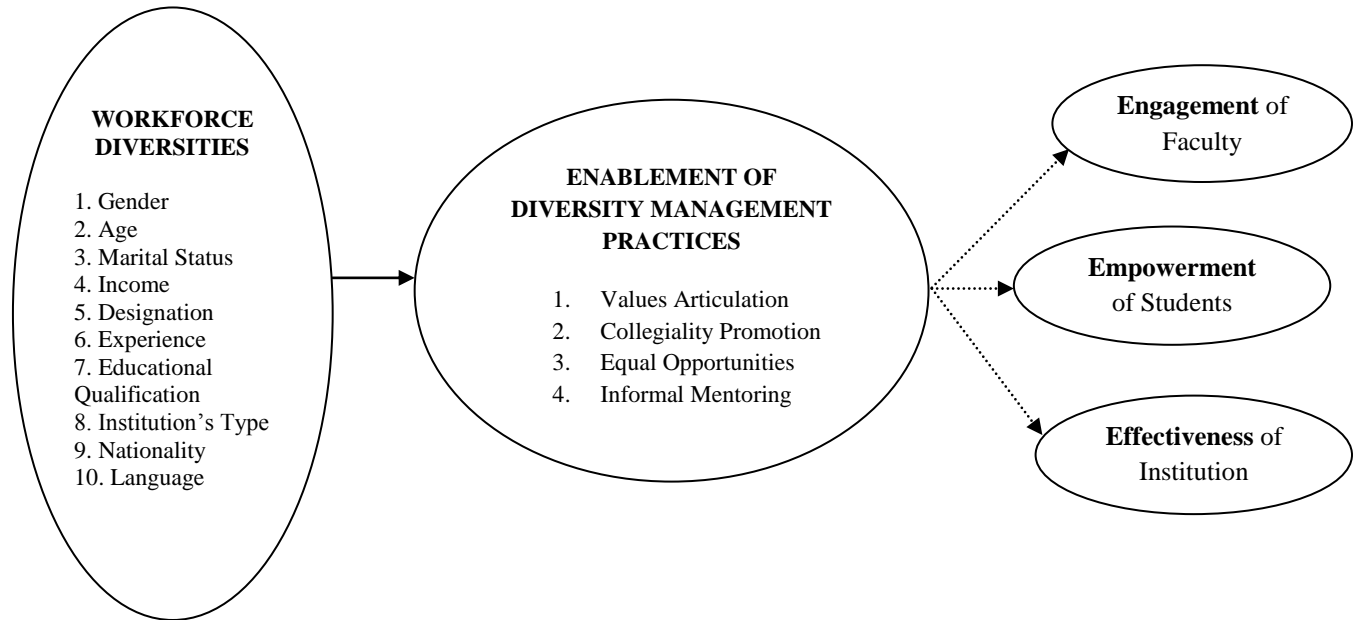 WORKFORCE
DIVERSITIES
1. Gender
2. Age
3. Marital Status
4. Income
5. Designation
6. Experience
7. Educational
Qualification
8. Institution’s Type
9. Nationality
10. Language
ENABLEMENT OF
DIVERSITY MANAGEMENT
PRACTICES
1. Values Articulation
2. Collegiality Promotion
3. Equal Opportunities
4. Informal Mentoring
Engagement of
Faculty
Empowerment
of Students
Effectiveness of
Institution